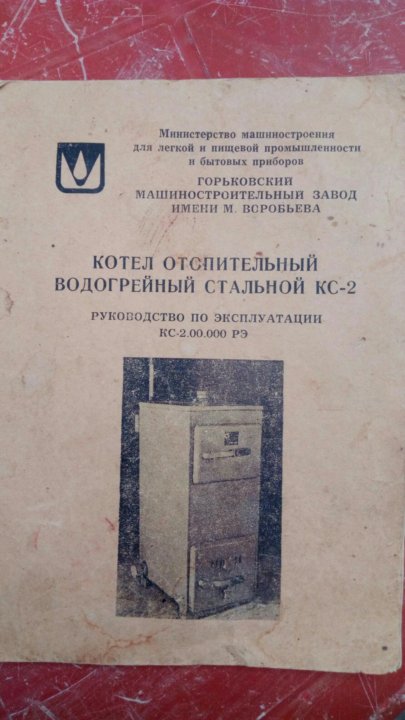 Министерство машиностроения
для легкой и пищевой промышленности
и бытовых приборов
ГОРЬКОВСКИЙ
МАШИНОСТРОИТЕЛЬНЫЙ ЗАВОД
ИМЕНИ М. ВОРОБЬЕВА
КОТЕЛ ОТОПИТЕЛЬНЫЙ
ВОДОГРЕЙНЫЙ СТАЛЬНОЙ КС-2
РУКОВОДСТВО ПО ЭКСПЛУАТАЦИИ
КС-2.00.000 РЭ